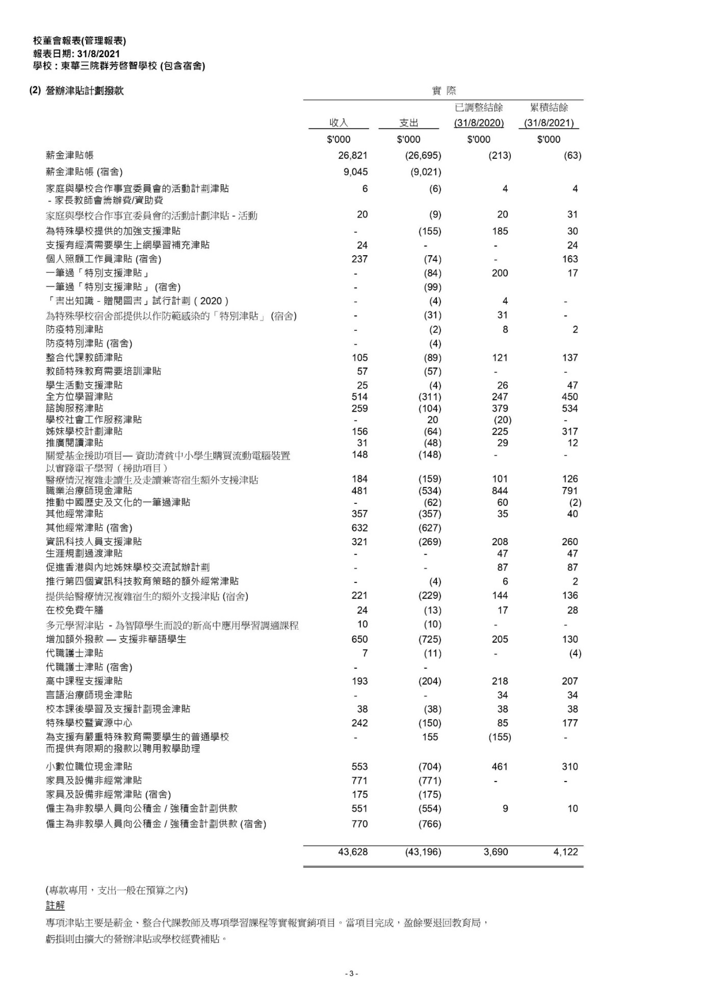 校董會報表(管理報表)
報表日期: 31/8/2021
學校 : 東華三院群芳啓智學校 (包含宿舍)
(2) 營辦津貼計劃撥款 實 際
已調整結餘 累積結餘
收入 支出 (31/8/2020) (31/8/2021)
$'000 $'000 $'000 $'000
薪金津貼帳 26,821 (26,695) (213) (63)
薪金津貼帳 (宿舍) 9,045 (9,021)
家庭與學校合作事宜委員會的活動計劃津貼 6 (6) 4 4
- 家長教師會籌辦費/資助費
家庭與學校合作事宜委員會的活動計劃津貼 - 活動 20 (9) 20 31
為特殊學校提供的加強支援津貼 - (155) 185 30
支援有經濟需要學生上網學習補充津貼 24 - - 24
個人照顧工作員津貼 (宿舍) 237 (74) - 163
一筆過「特別支援津貼」 - (84) 200 17
一筆過「特別支援津貼」 (宿舍) - (99)
「書出知識 - 贈閱圖書」試行計劃 ( 2020 ) - (4) 4 -
為特殊學校宿舍部提供以作防範感染的「特別津貼」 (宿舍) - (31) 31 -
防疫特別津貼 - (2) 8 2
防疫特別津貼 (宿舍) - (4)
整合代課教師津貼 105 (89) 121 137
教師特殊教育需要培訓津貼 57 (57) - -
學生活動支援津貼 25 (4) 26 47
全方位學習津貼 514 (311) 247 450
諮詢服務津貼 259 (104) 379 534
學校社會工作服務津貼 - 20 (20) -
姊妹學校計劃津貼 156 (64) 225 317
推廣閱讀津貼 31 (48) 29 12
關愛基金援助項目— 資助清貧中小學生購買流動電腦裝置 148 (148) - -
以實踐電子學習（援助項目）
醫療情況複雜走讀生及走讀兼寄宿生額外支援津貼 184 (159) 101 126
職業治療師現金津貼 481 (534) 844 791
推動中國歷史及文化的一筆過津貼 - (62) 60 (2)
其他經常津貼 357 (357) 35 40
其他經常津貼 (宿舍) 632 (627)
資訊科技人員支援津貼 321 (269) 208 260
生涯規劃過渡津貼 - - 47 47
促進香港與內地姊妹學校交流試辦計劃 - - 87 87
推行第四個資訊科技教育策略的額外經常津貼 - (4) 6 2
提供給醫療情況複雜宿生的額外支援津貼 (宿舍) 221 (229) 144 136
在校免費午膳 24 (13) 17 28
多元學習津貼 - 為智障學生而設的新高中應用學習調適課程 10 (10) - -
增加額外撥款 — 支援非華語學生 650 (725) 205 130
代職護士津貼 7 (11) - (4)
代職護士津貼 (宿舍) - -
高中課程支援津貼 193 (204) 218 207
言語治療師現金津貼 - - 34 34
校本課後學習及支援計劃現金津貼 38 (38) 38 38
特殊學校暨資源中心 242 (150) 85 177
為支援有嚴重特殊教育需要學生的普通學校 - 155 (155) -
而提供有限期的撥款以聘用教學助理
小數位職位現金津貼 553 (704) 461 310
家具及設備非經常津貼 771 (771) - -
家具及設備非經常津貼 (宿舍) 175 (175)
僱主為非教學人員向公積金 / 強積金計劃供款 551 (554) 9 10
僱主為非教學人員向公積金 / 強積金計劃供款 (宿舍) 770 (766)
43,628 (43,196) 3,690 4,122
(專款專用，支出一般在預算之內)
註解
專項津貼主要是薪金、整合代課教師及專項學習課程等實報實銷項目。當項目完成，盈餘要退回教育局，
虧損則由擴大的營辦津貼或學校經費補貼。
- 3 -